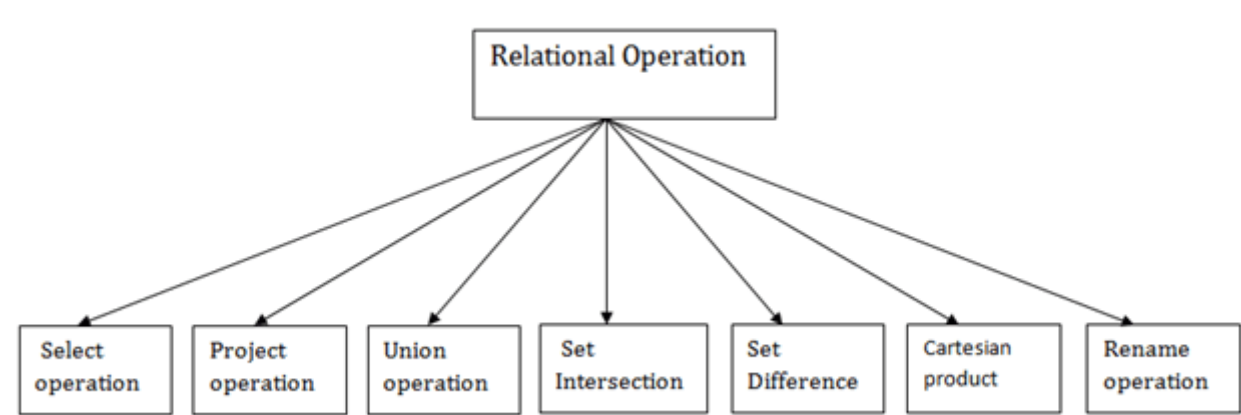 Relational Operation
Select
operation
Project
operation
Union
operation
Set
Intersection
Set
Difference
Cartesian
product
Rename
operation